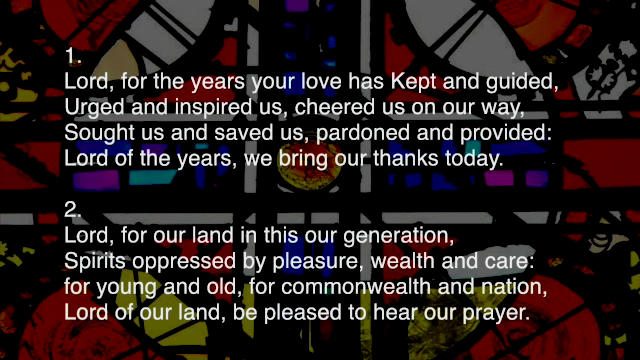 1.
Lord, for the years your love has Kept and guided,
Urged and inspired us, cheered us on our way,
Sought us and saved us, pardoned and provided:
Lord of the years, we bring our thanks today.
2.
Lord, for our land in this our generation,
Spirits oppressed by pleasure, wealth and care:
for young and old, for commonwealth and nation,
Lord of our land, be pleased to hear our prayer.